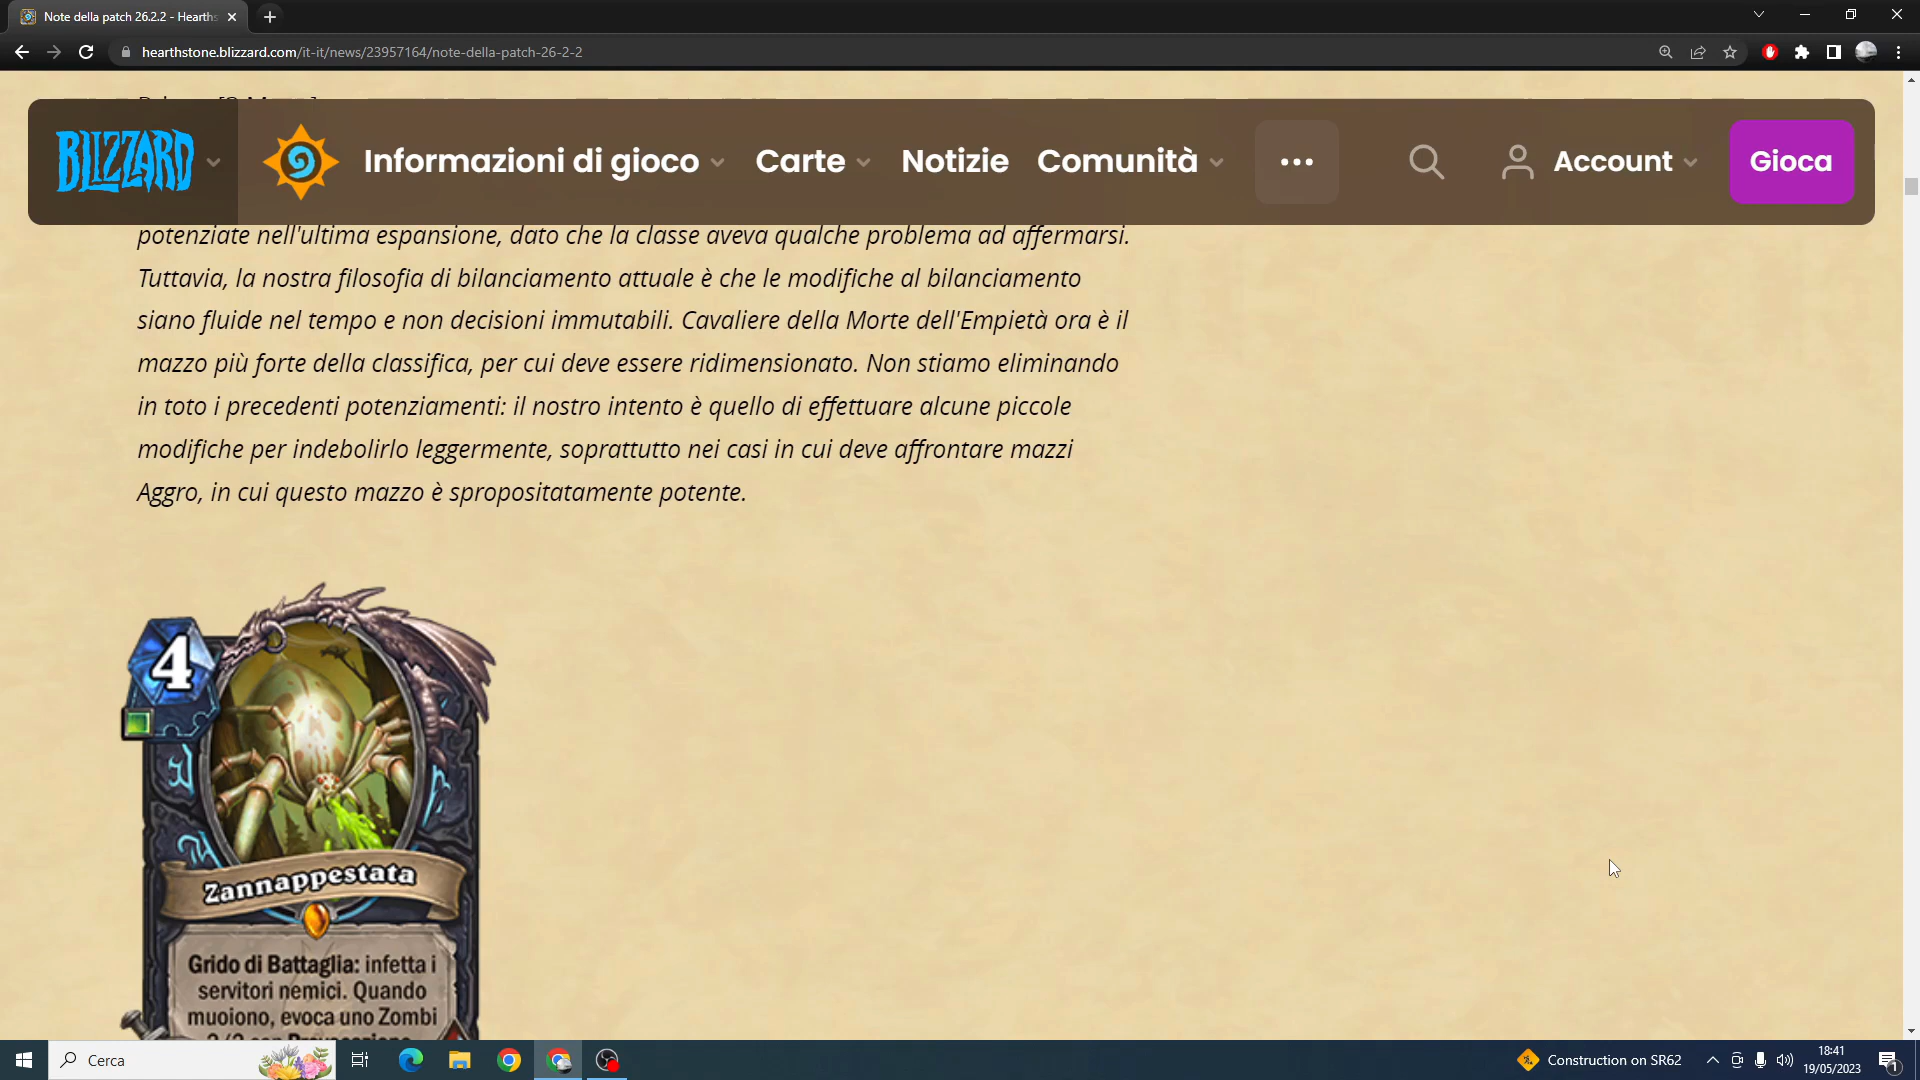 Note della patch 26.2.2 - Hearths
hearthstone.blizzard.com/it-it/news/23957164/note-della-patch-26-2-2
BLIZZARD
Informazioni di gioco
Carte
Notizie
Comunità
Account
Gioca
potenziate nell'ultima espansione, dato che la classe aveva qualche problema ad affermarsi.
Tuttavia, la nostra filosofia di bilanciamento attuale è che le modifiche al bilanciamento
siano fluide nel tempo e non decisioni immutabili. Cavaliere della Morte dell'Empietà ora è il
mazzo più forte della classifica, per cui deve essere ridimensionato. Non stiamo eliminando
in toto i precedenti potenziamenti: il nostro intento è quello di effettuare alcune piccole
modifiche per indebolirlo leggermente, soprattutto nei casi in cui deve affrontare mazzi
Aggro, in cui questo mazzo è spropositatamente potente.
4
Zannappestata
Grido di Battaglia: infetta i
servitori nemici. Quando
muoiono, evoca uno Zombi
Cerca
Construction on SR62
18:41
19/05/2023
1